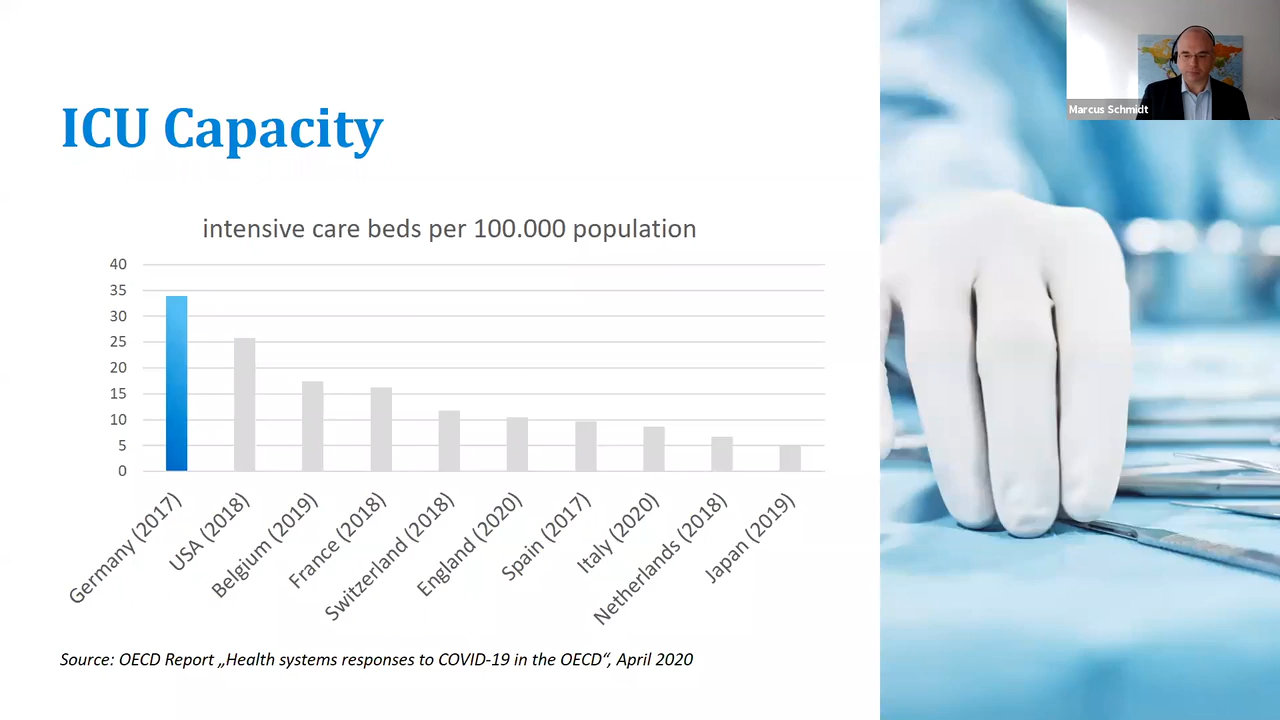 Marcus Schmidt
ICU Capacity
intensive care beds per 100.000 population
40
35
30
25
20
15
10
5
0
Germany (2017)
USA (2018)
Belgium (2019)
France (2018)
Switzerland (2018)
England (2020)
Spain (2017)
Italy (2020)
Netherlands (2018)
Japan (2019)
Source: OECD Report „Health systems responses to COVID-19 in the OECD“, April 2020